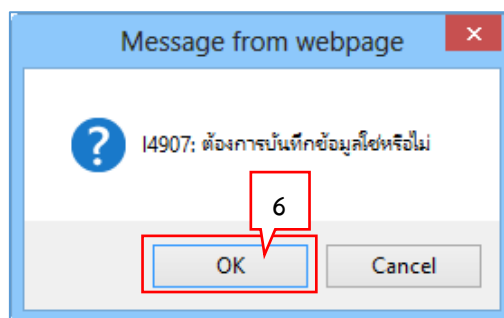 Message from webpage
I4907: ต้องการบันทึกข้อมูลใช่หรือไม่
6
OK
Cancel